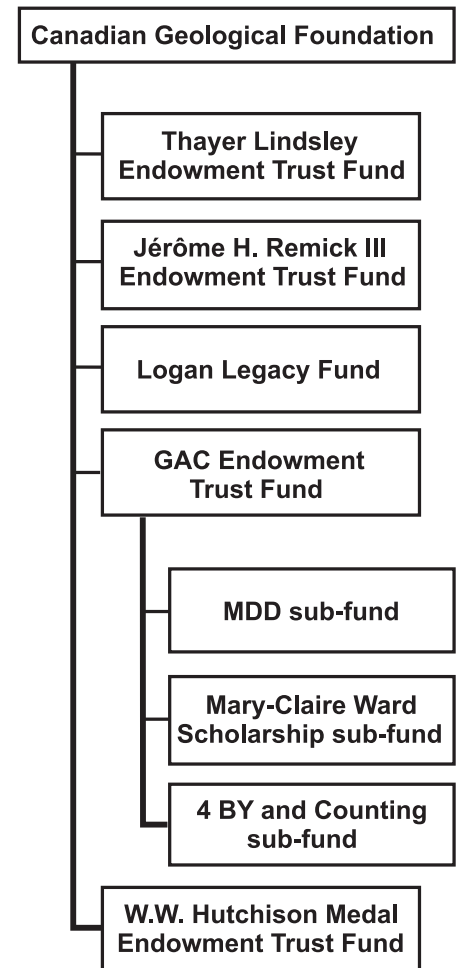 Canadian Geological Foundation
Thayer Lindsley
Endowment Trust Fund
Jérôme H. Remick III
Endowment Trust Fund
Logan Legacy Fund
GAC Endowment
Trust Fund
MDD sub-fund
Mary-Claire Ward
Scholarship sub-fund
4 BY and Counting
sub-fund
W.W. Hutchison Medal
Endowment Trust Fund